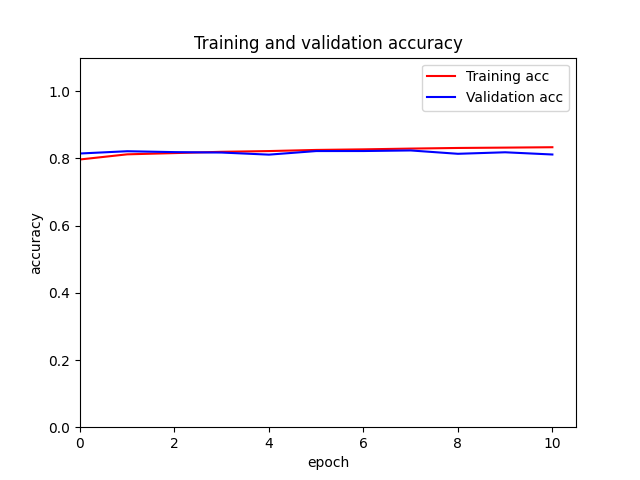 Training and validation accuracy
Training acc
Validation acc
1.0
0.8
0.6
0.4
0.2
0.0
accuracy
0 2 4 6 8 10
epoch